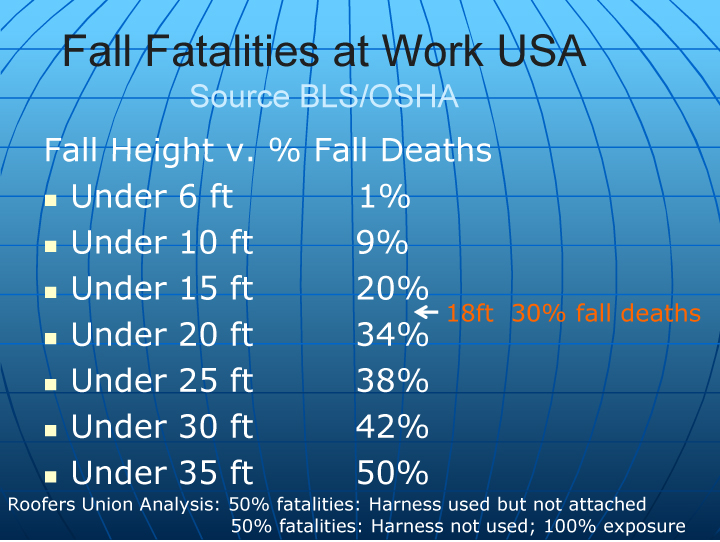 Fall Fatalities at Work USA
Source BLS/OSHA
Fall Height v. % Fall Deaths
Under 6 ft 1%
Under 10 ft 9%
Under 15 ft 20%
18ft 30% fall deaths
Under 20 ft 34%
Under 25 ft 38%
Under 30 ft 42%
Under 35 ft 50%
Roofers Union Analysis: 50% fatalities: Harness used but not attached
50% fatalities: Harness not used; 100% exposure